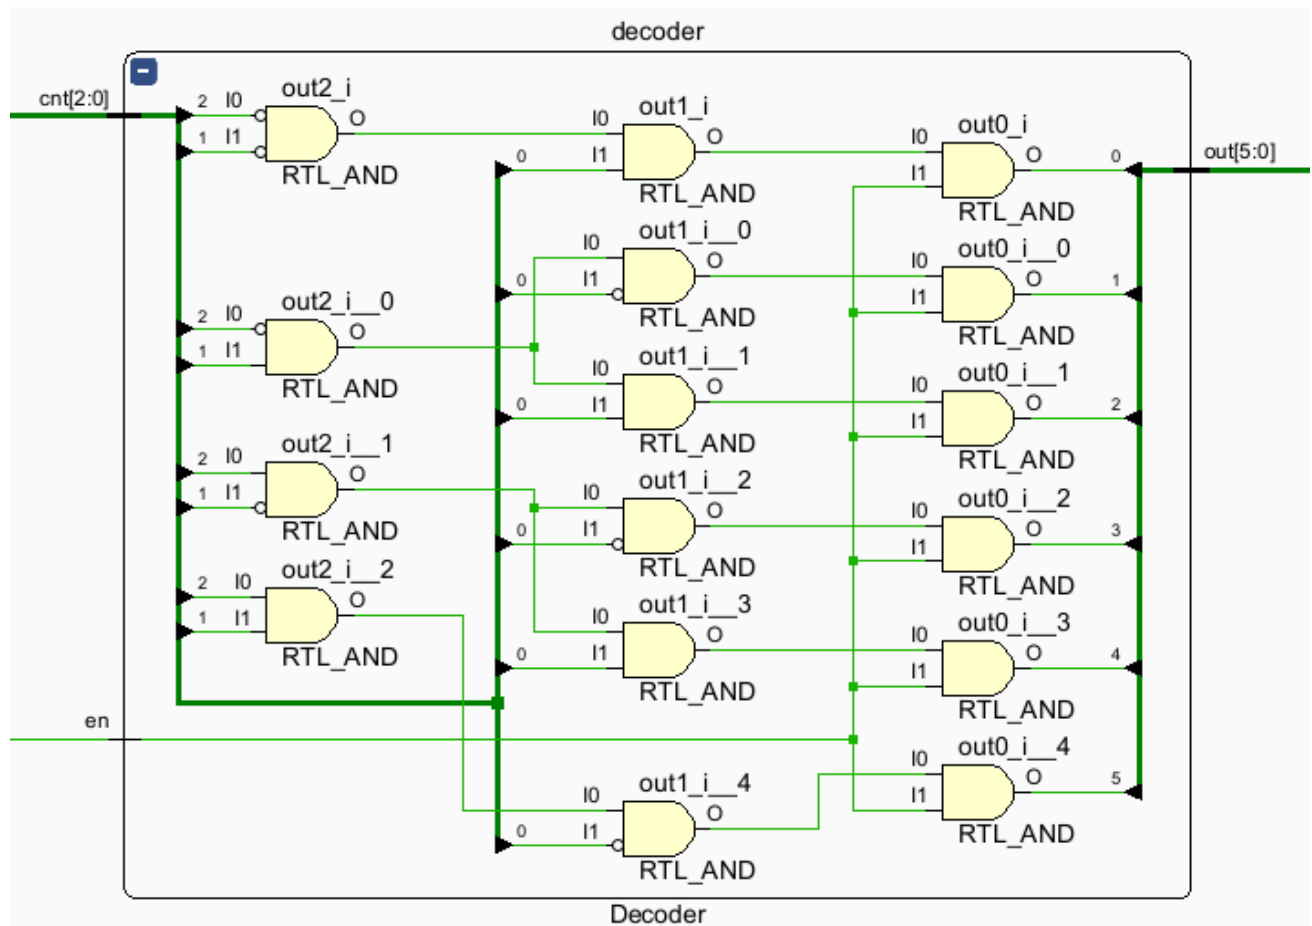 decoder
cnt[2:0]
-
2 I0 out2_i O
1 I1
RTL_AND
0 I0 out1_i O
I1
RTL_AND
I0 out0_i O 0
I1
RTL_AND
out[5:0]
I0 out1_i__0 O
0 I1
RTL_AND
I0 out0_i__0 O 1
I1
RTL_AND
2 I0 out2_i__0 O
1 I1
RTL_AND
I0 out1_i__1 O
0 I1
RTL_AND
I0 out0_i__1 O 2
I1
RTL_AND
2 I0 out2_i__1 O
1 I1
RTL_AND
I0 out1_i__2 O
0 I1
RTL_AND
I0 out0_i__2 O 3
I1
RTL_AND
2 I0 out2_i__2 O
1 I1
RTL_AND
I0 out1_i__3 O
0 I1
RTL_AND
I0 out0_i__3 O 4
I1
RTL_AND
en
I0 out1_i__4 O
0 I1
RTL_AND
I0 out0_i__4 O 5
I1
RTL_AND
Decoder